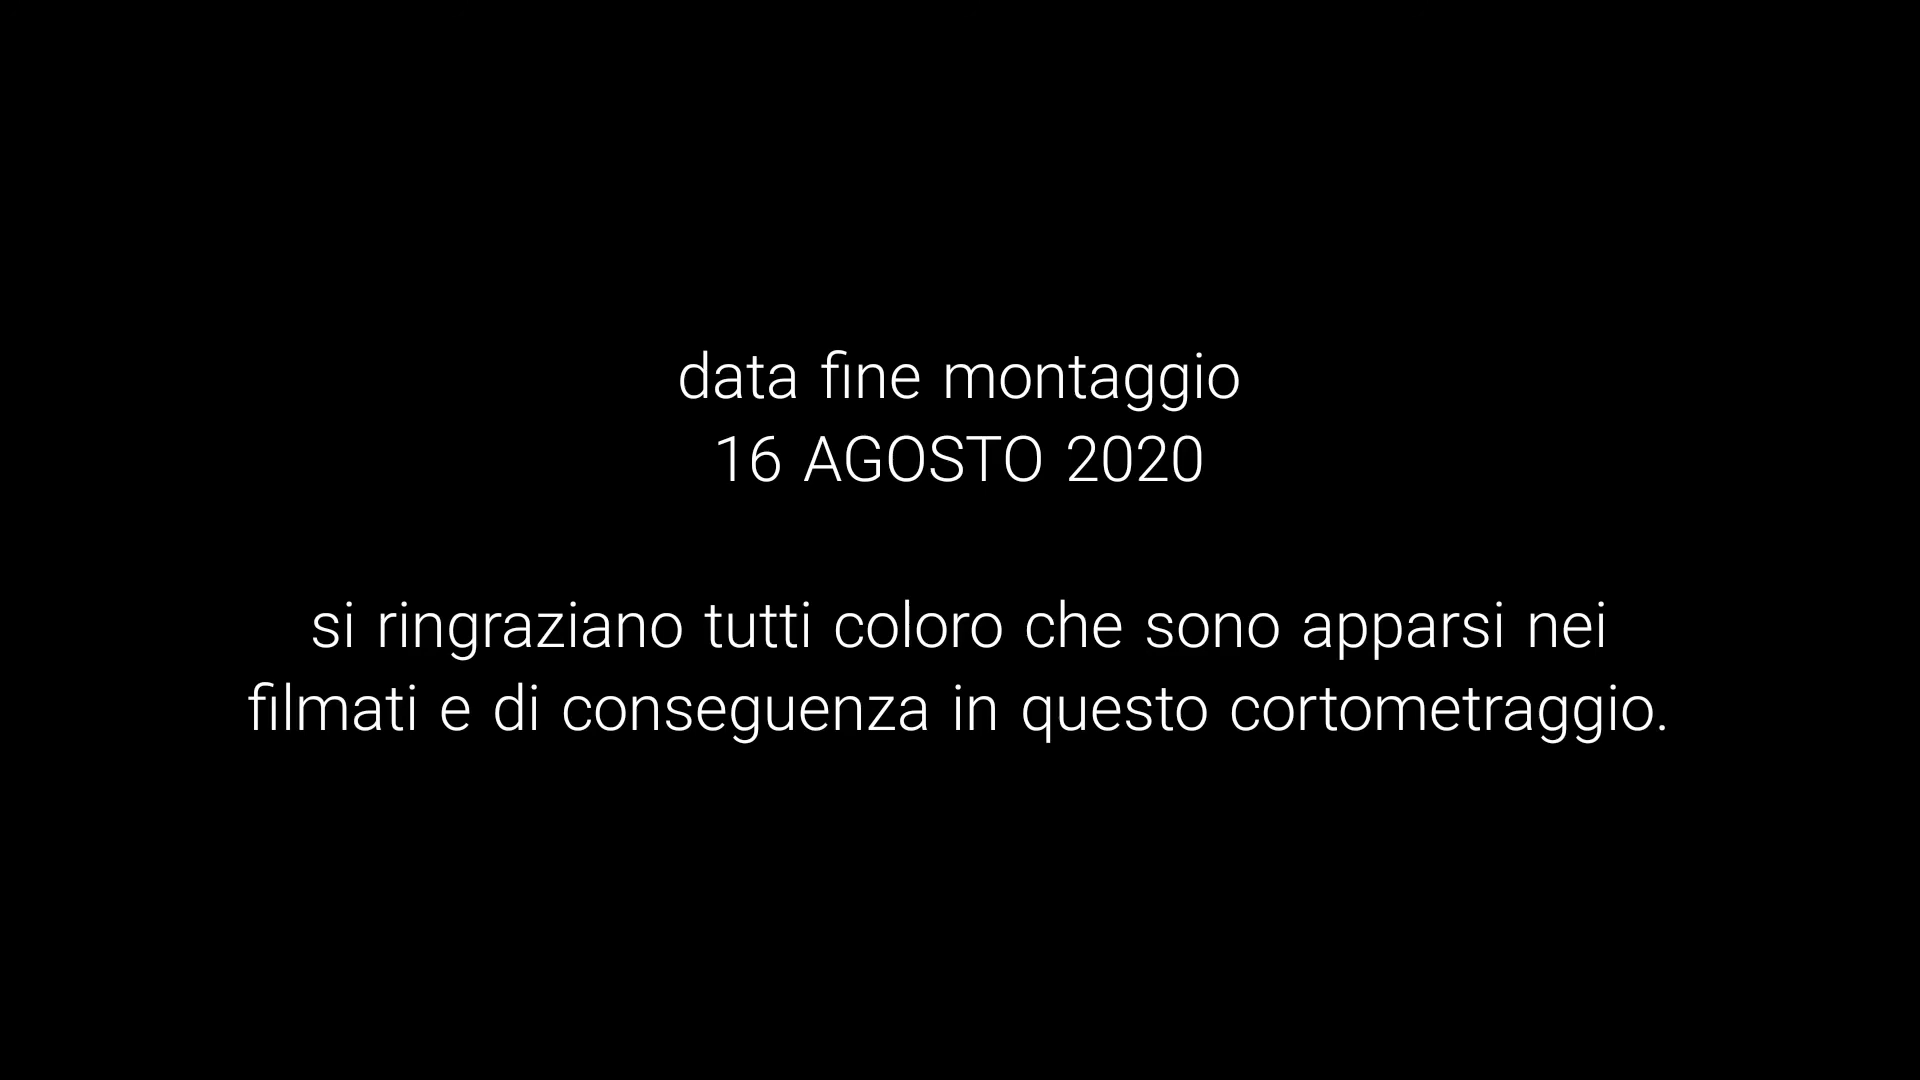 data fine montaggio
16 AGOSTO 2020
si ringraziano tutti coloro che sono apparsi nei
filmati e di conseguenza in questo cortometraggio.